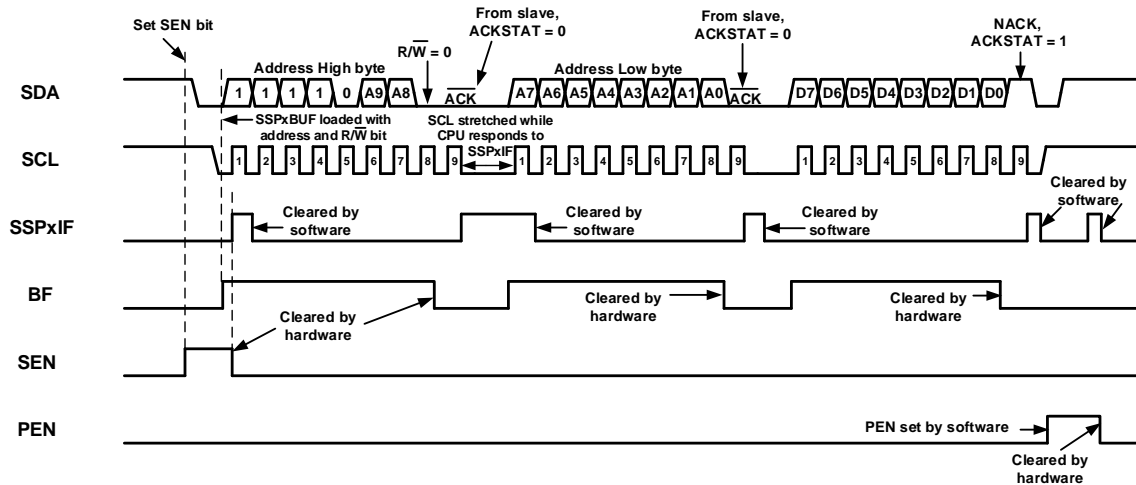 Set SEN bit
R/W = 0
From slave,
ACKSTAT = 0
From slave,
ACKSTAT = 0
NACK,
ACKSTAT = 1
Address High byte
Address Low byte
SDA
1 1 1 1 0 A9 A8 ACK A7 A6 A5 A4 A3 A2 A1 A0 ACK D7 D6 D5 D4 D3 D2 D1 D0
SSPxBUF loaded with
address and R/W bit
SCL stretched while
CPU responds to
SSPxIF
SCL
1 2 3 4 5 6 7 8 9 1 2 3 4 5 6 7 8 9 1 2 3 4 5 6 7 8 9
SSPxIF
Cleared by
software
Cleared by
software
Cleared by
software
Cleared by
software
BF
Cleared by
hardware
Cleared by
hardware
Cleared by
hardware
SEN
PEN
PEN set by software
Cleared by
hardware